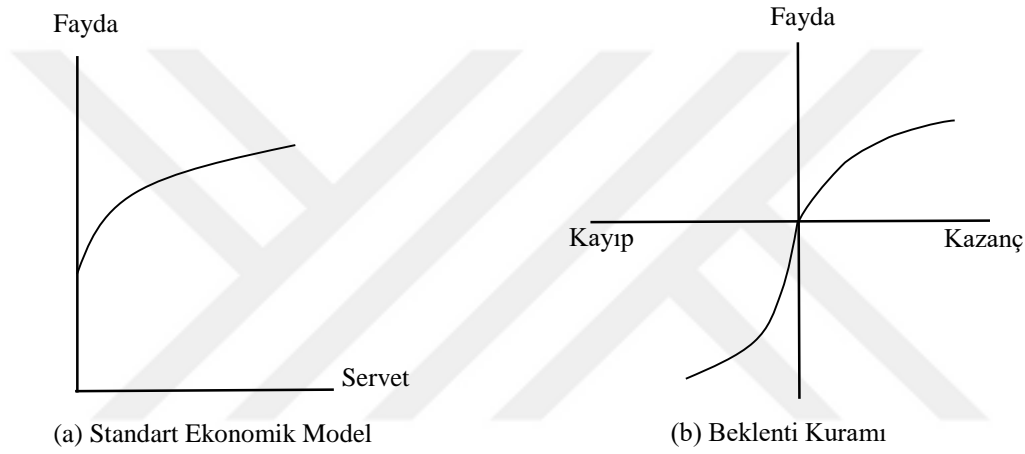 Fayda
Servet
(a) Standart Ekonomik Model
Fayda
Kayıp
Kazanç
(b) Beklenti Kuramı